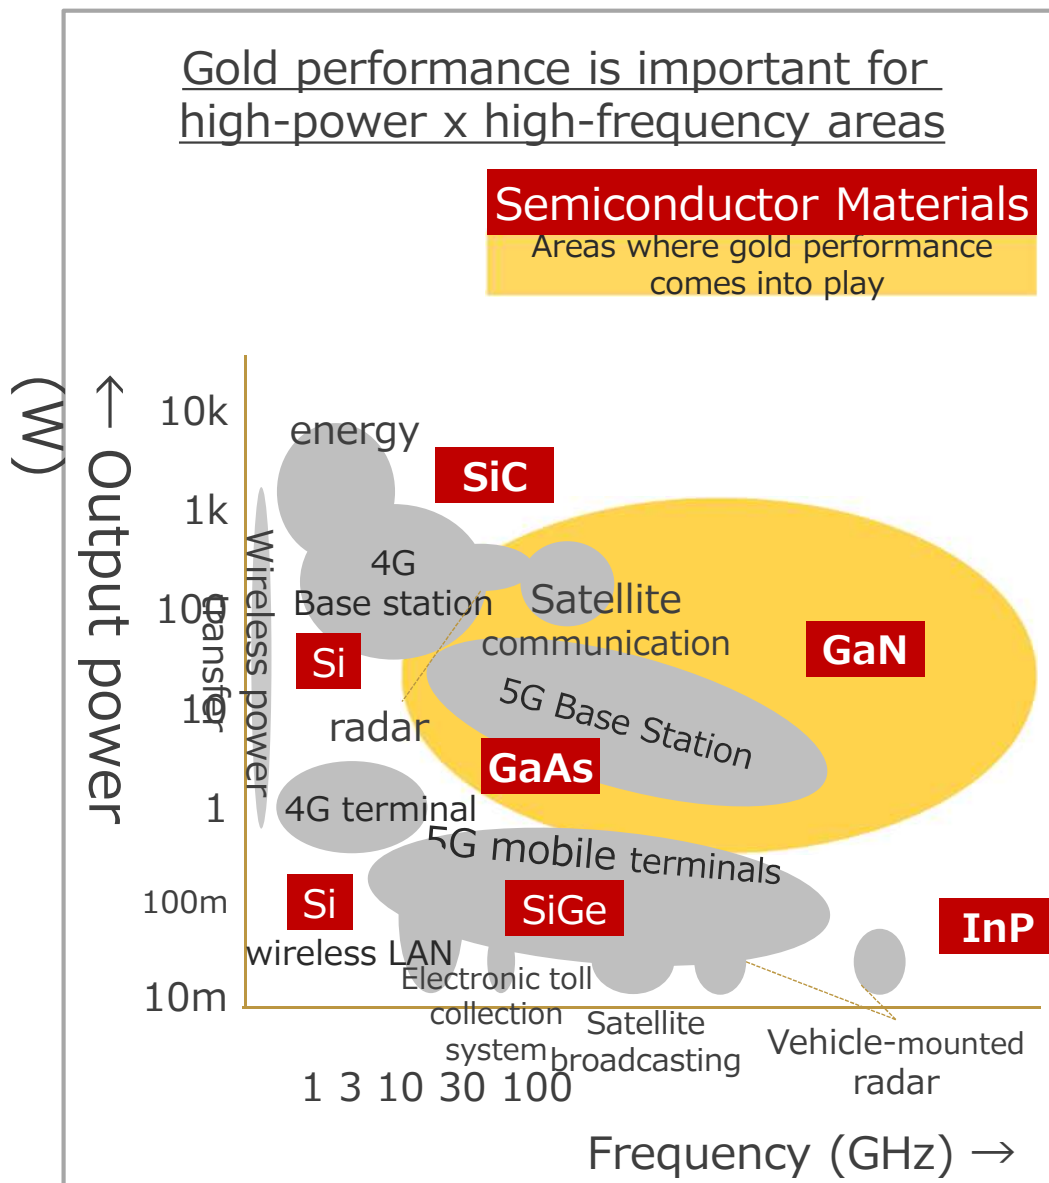 Gold performance is important for
high-power x high-frequency areas
Semiconductor Materials
Areas where gold performance
comes into play
← Output power
(W)
10k
1k
100
10
1
100m
10m
energy
SiC
Wireless power
transfer
4G
Base station
Satellite
communication
GaN
Si
radar
5G Base Station
GaAs
4G terminal
5G mobile terminals
Si
SiGe
InP
wireless LAN
Electronic toll
collection
system
Satellite
broadcasting
Vehicle-mounted
radar
1 3 10 30 100
Frequency (GHz) →